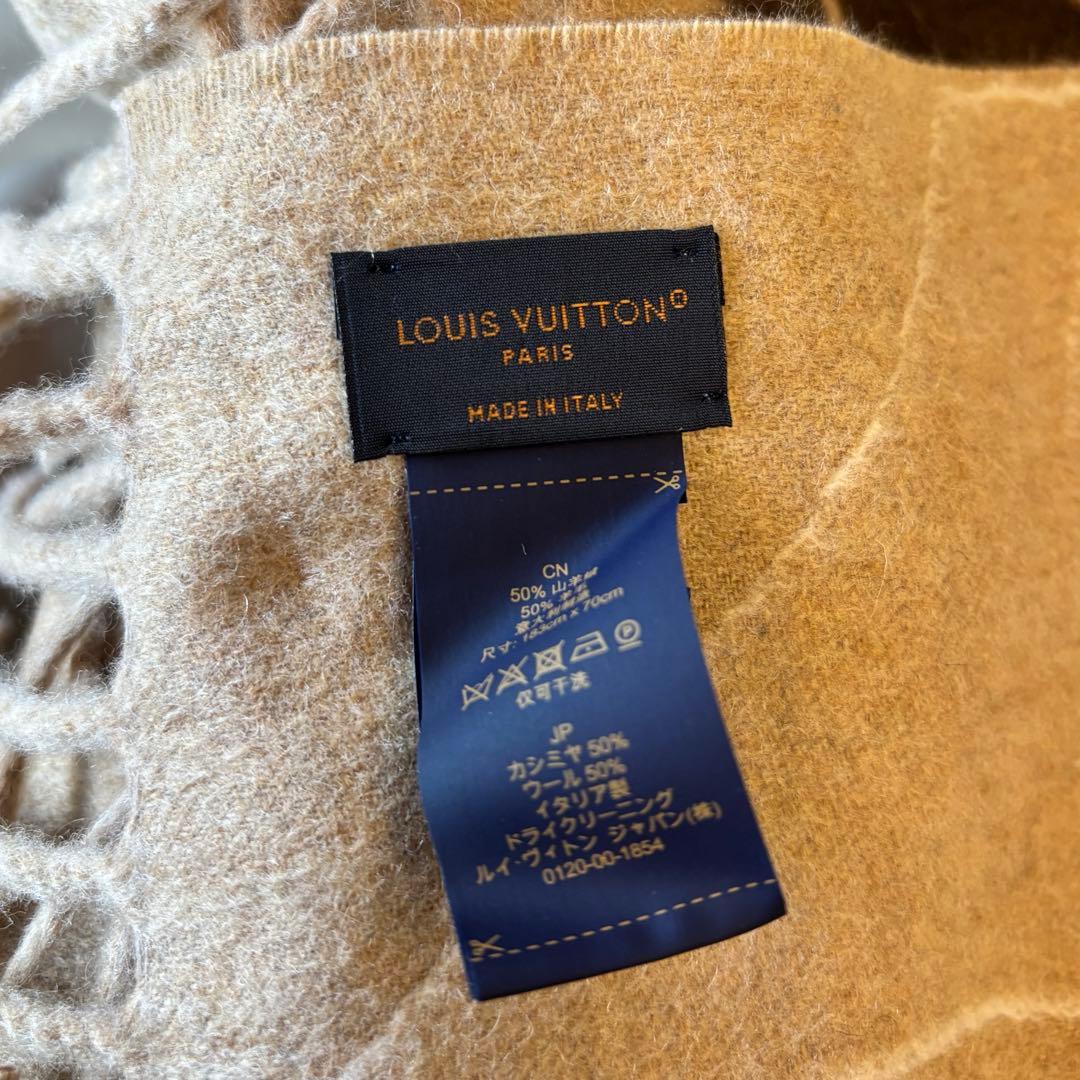 LOUIS VUITTON
PARIS
MADE IN ITALY
CN
50% 山羊绒
50% 羊毛
意大利制造
尺寸: 183cm x 70cm
P
仅可干洗
JP
カシミヤ 50%
ウール 50%
イタリア製
ドライクリーニング
ルイ・ヴィトン ジャパン(株)
0120-00-1854